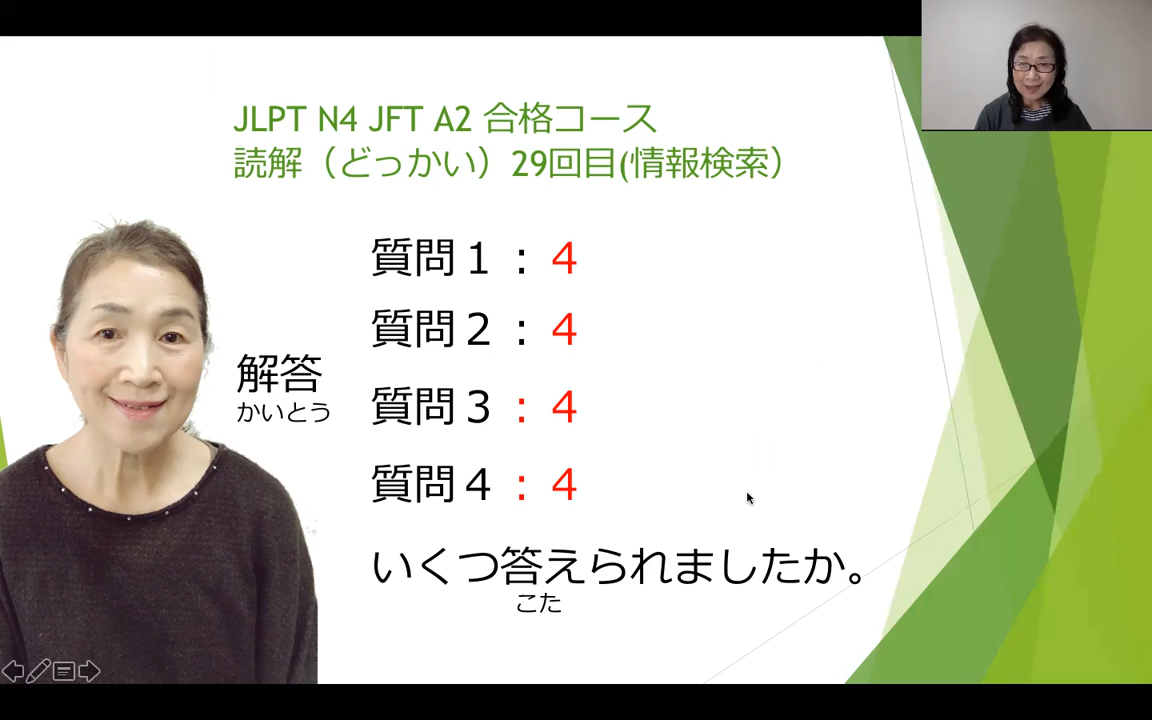 JLPT N4 JFT A2 合格コース
読解（どっかい）29回目(情報検索）
質問１：4
質問２：4
解答
かいとう
質問３：4
質問４：4
いくつ答えられましたか。
こた